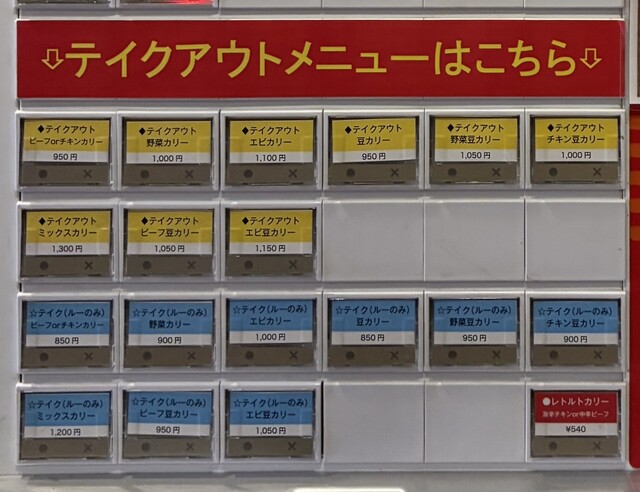 ⇩テイクアウトメニューはこちら⇩
◆テイクアウト
ビーフorチキンカリー
950円
◆テイクアウト
野菜カリー
1,000円
◆テイクアウト
エビカリー
1,100円
◆テイクアウト
豆カリー
950円
◆テイクアウト
野菜豆カリー
1,050円
◆テイクアウト
チキン豆カリー
1,000円
◆テイクアウト
ミックスカリー
1,300円
◆テイクアウト
ビーフ豆カリー
1,050円
◆テイクアウト
エビ豆カリー
1,150円
☆テイク(ルーのみ)
ビーフorチキンカリー
850円
☆テイク(ルーのみ)
野菜カリー
900円
☆テイク(ルーのみ)
エビカリー
1,000円
☆テイク(ルーのみ)
豆カリー
850円
☆テイク(ルーのみ)
野菜豆カリー
950円
☆テイク(ルーのみ)
チキン豆カリー
900円
☆テイク(ルーのみ)
ミックスカリー
1,200円
☆テイク(ルーのみ)
ビーフ豆カリー
950円
☆テイク(ルーのみ)
エビ豆カリー
1,050円
●レトルトカリー
激辛チキンor中辛ビーフ
¥540